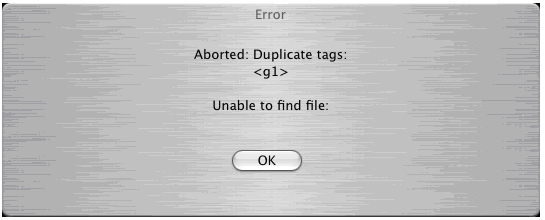 Error
Aborted: Duplicate tags:
<g1>
Unable to find file:
OK